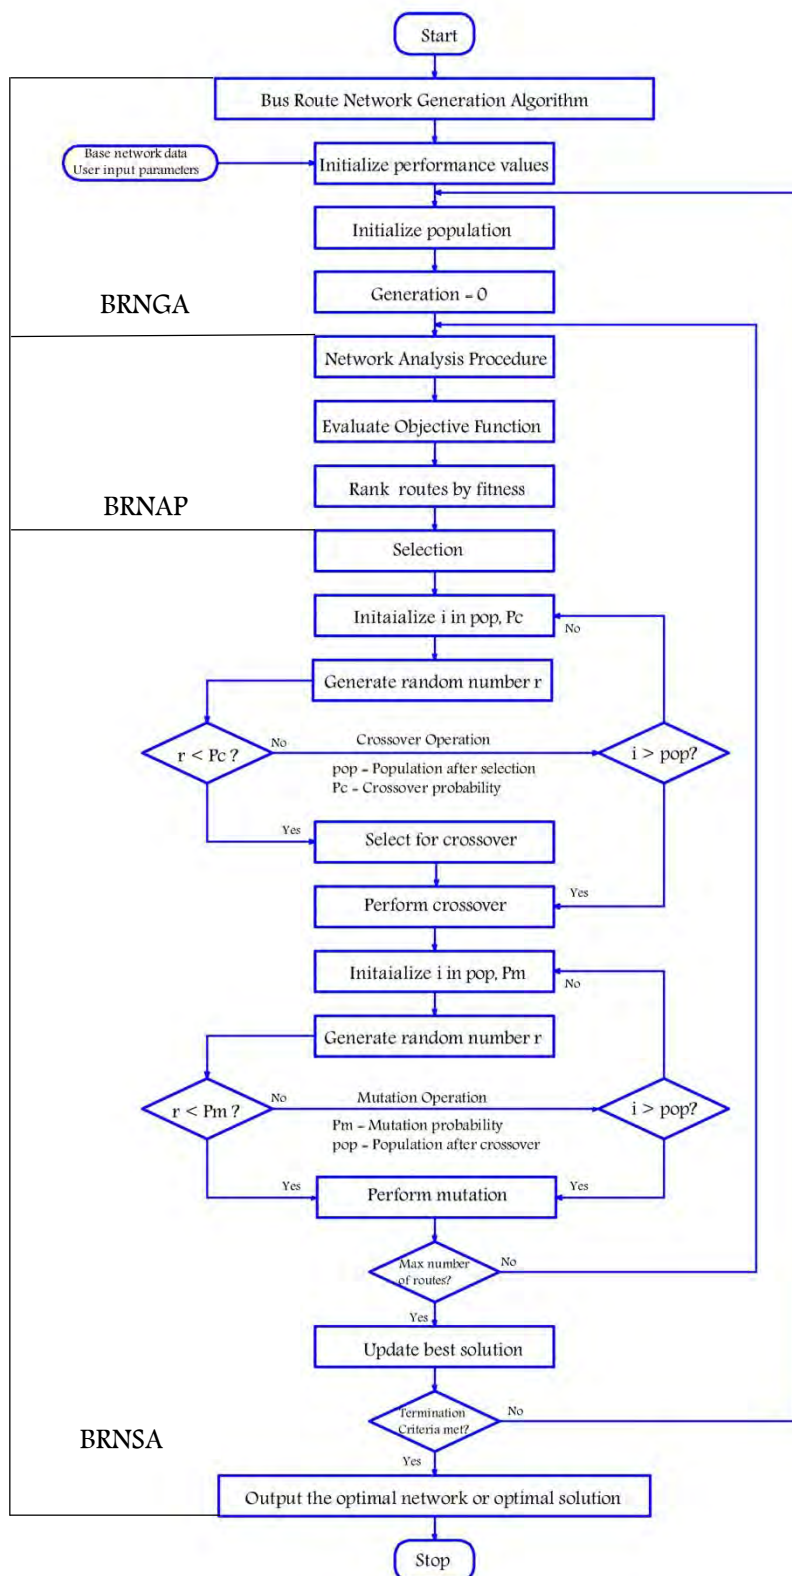 Start
Bus Route Network Generation Algorithm
Base network data
User input parameters
Initialize performance values
Initialize population
Generation = 0
BRNGA
Network Analysis Procedure
Evaluate Objective Function
Rank routes by fitness
BRNAP
Selection
Initaialize i in pop, Pc
No
Generate random number r
r < Pc ?
No
Crossover Operation
pop = Population after selection
Pc = Crossover probability
i > pop?
Yes
Select for crossover
Perform crossover
Yes
Initaialize i in pop, Pm
No
Generate random number r
r < Pm ?
No
Mutation Operation
Pm = Mutation probability
pop = Population after crossover
i > pop?
Yes
Perform mutation
Yes
Max number
of routes?
No
Yes
Update best solution
Termination
Criteria met?
No
BRNSA
Yes
Output the optimal network or optimal solution
Stop